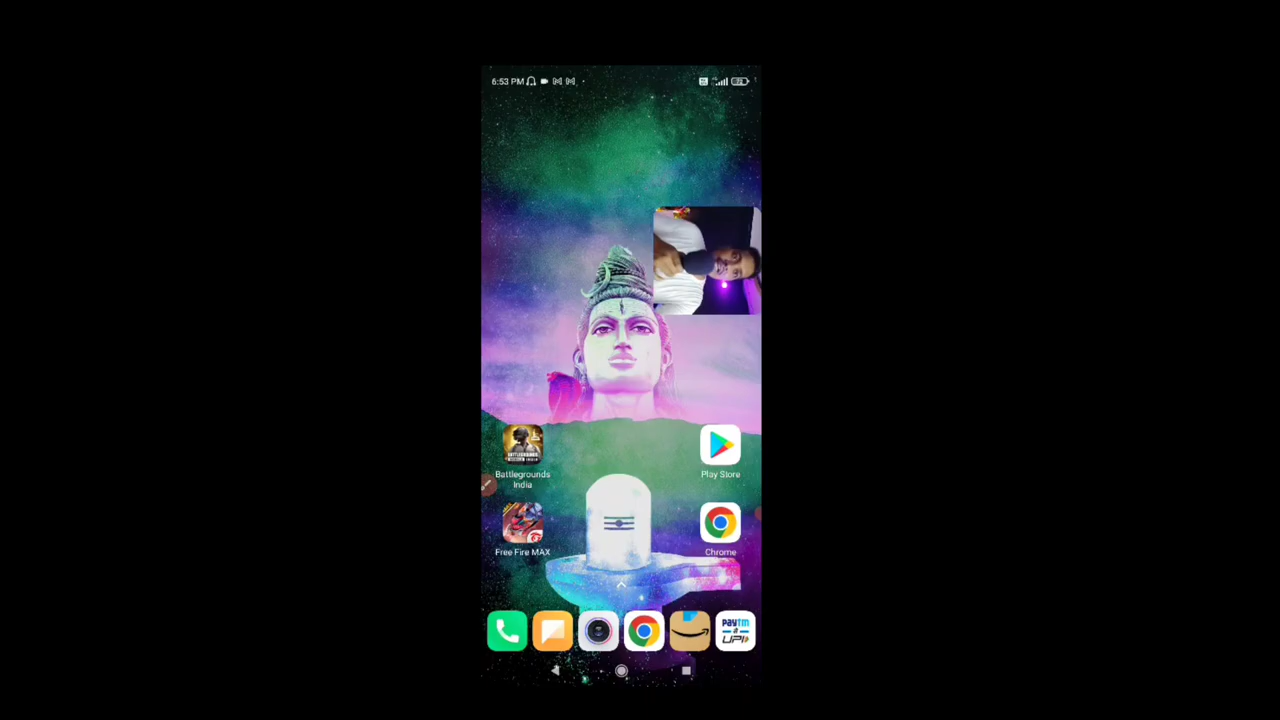 6:53 PM
Battlegrounds
India
Play Store
Free Fire MAX
Chrome
paytm
UPI